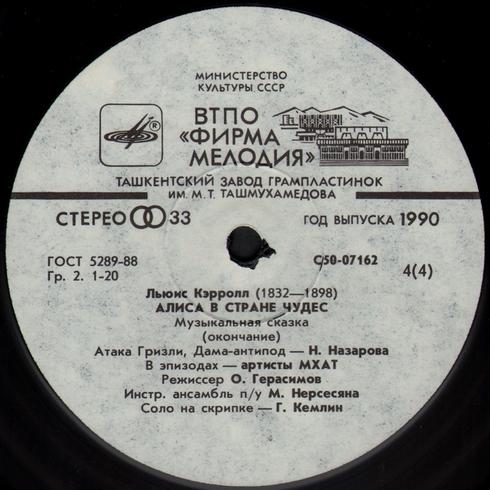 МИНИСТЕРСТВО
КУЛЬТУРЫ СССР
ВТПО
«ФИРМА
МЕЛОДИЯ»
®
ТАШКЕНТСКИЙ ЗАВОД ГРАМПЛАСТИНОК
ИМ. М. Т. ТАШМУХАМЕДОВА
СТЕРЕО 33
ГОД ВЫПУСКА 1990
ГОСТ 5289-88
Гр. 2. 1-20
С50-07162
4(4)
Льюис Кэрролл (1832—1898)
АЛИСА В СТРАНЕ ЧУДЕС
Музыкальная сказка
(окончание)
Атака Гризли, Дама-антипод — Н. Назарова
В эпизодах — артисты МХАТ
Режиссер О. Герасимов
Инстр. ансамбль п/у М. Нерсесяна
Соло на скрипке — Г. Кемлин